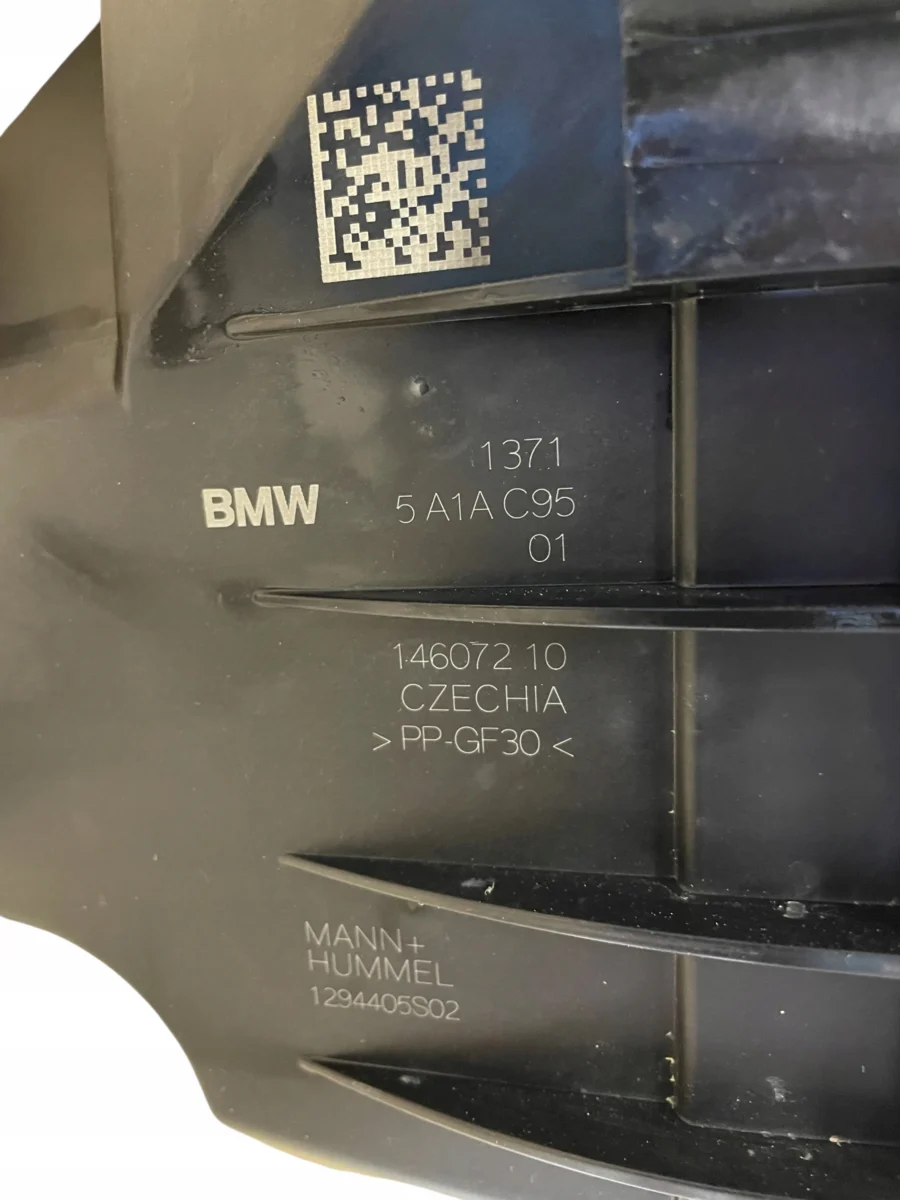 1371
BMW 5 A1A C95
01
146072 10
CZECHIA
> PP-GF30 <
MANN+
HUMMEL
1294405S02